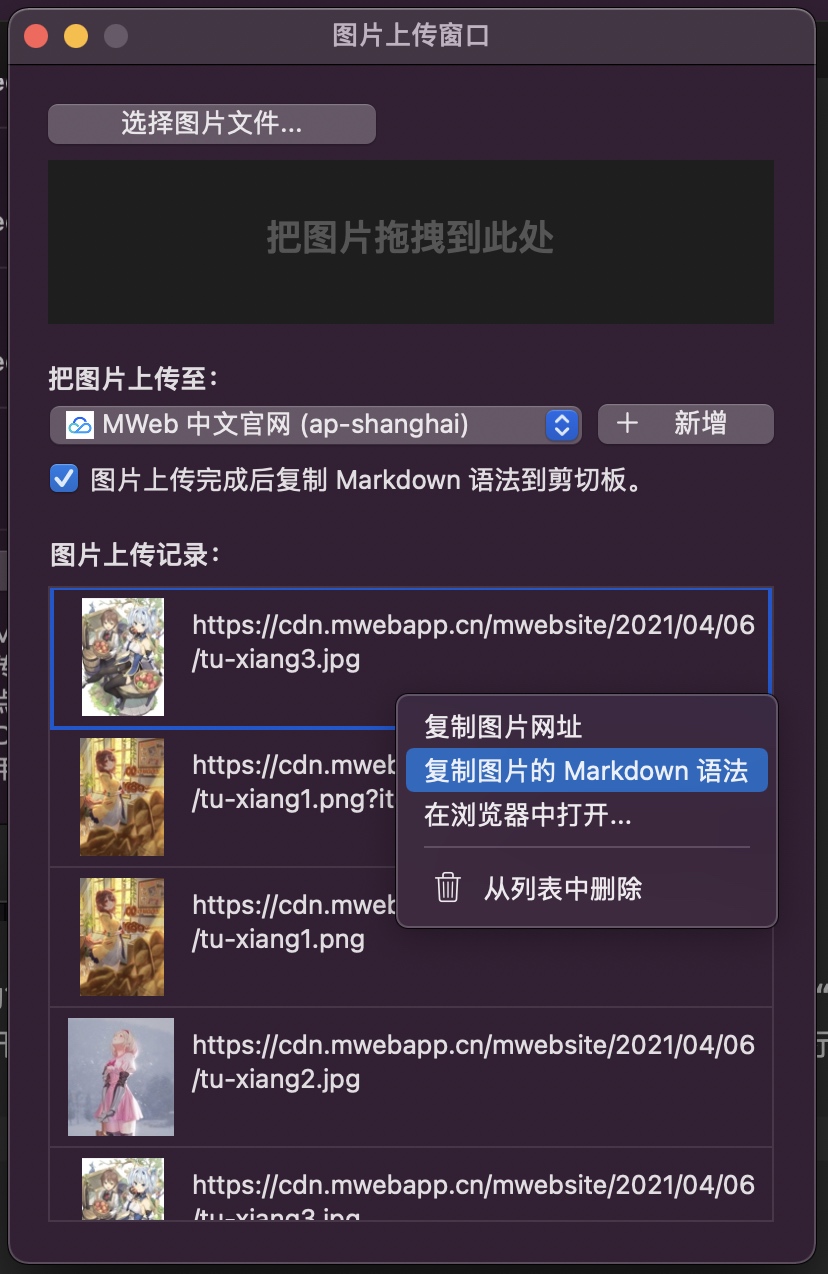 图片上传窗口
选择图片文件...
把图片拖拽到此处
把图片上传至：
MWeb 中文官网 (ap-shanghai)
新增
图片上传完成后复制 Markdown 语法到剪切板。
图片上传记录：
https://cdn.mwebapp.cn/mwebsite/2021/04/06
/tu-xiang3.jpg
复制图片网址
复制图片的 Markdown 语法
在浏览器中打开...
从列表中删除
https://cdn.mweb
/tu-xiang1.png?it
https://cdn.mweb
/tu-xiang1.png
https://cdn.mwebapp.cn/mwebsite/2021/04/06
/tu-xiang2.jpg
https://cdn.mwebapp.cn/mwebsite/2021/04/06
/tu-xiang3.jpg